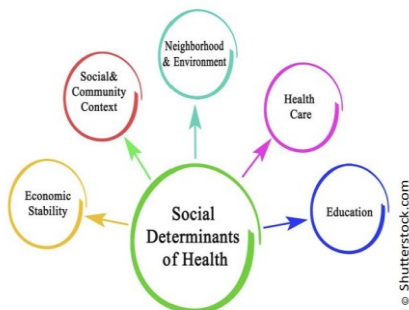 Neighborhood
& Environment
Social&
Community
Context
Health
Care
Economic
Stability
Social
Determinants
of Health
Education
© Shutterstock.com